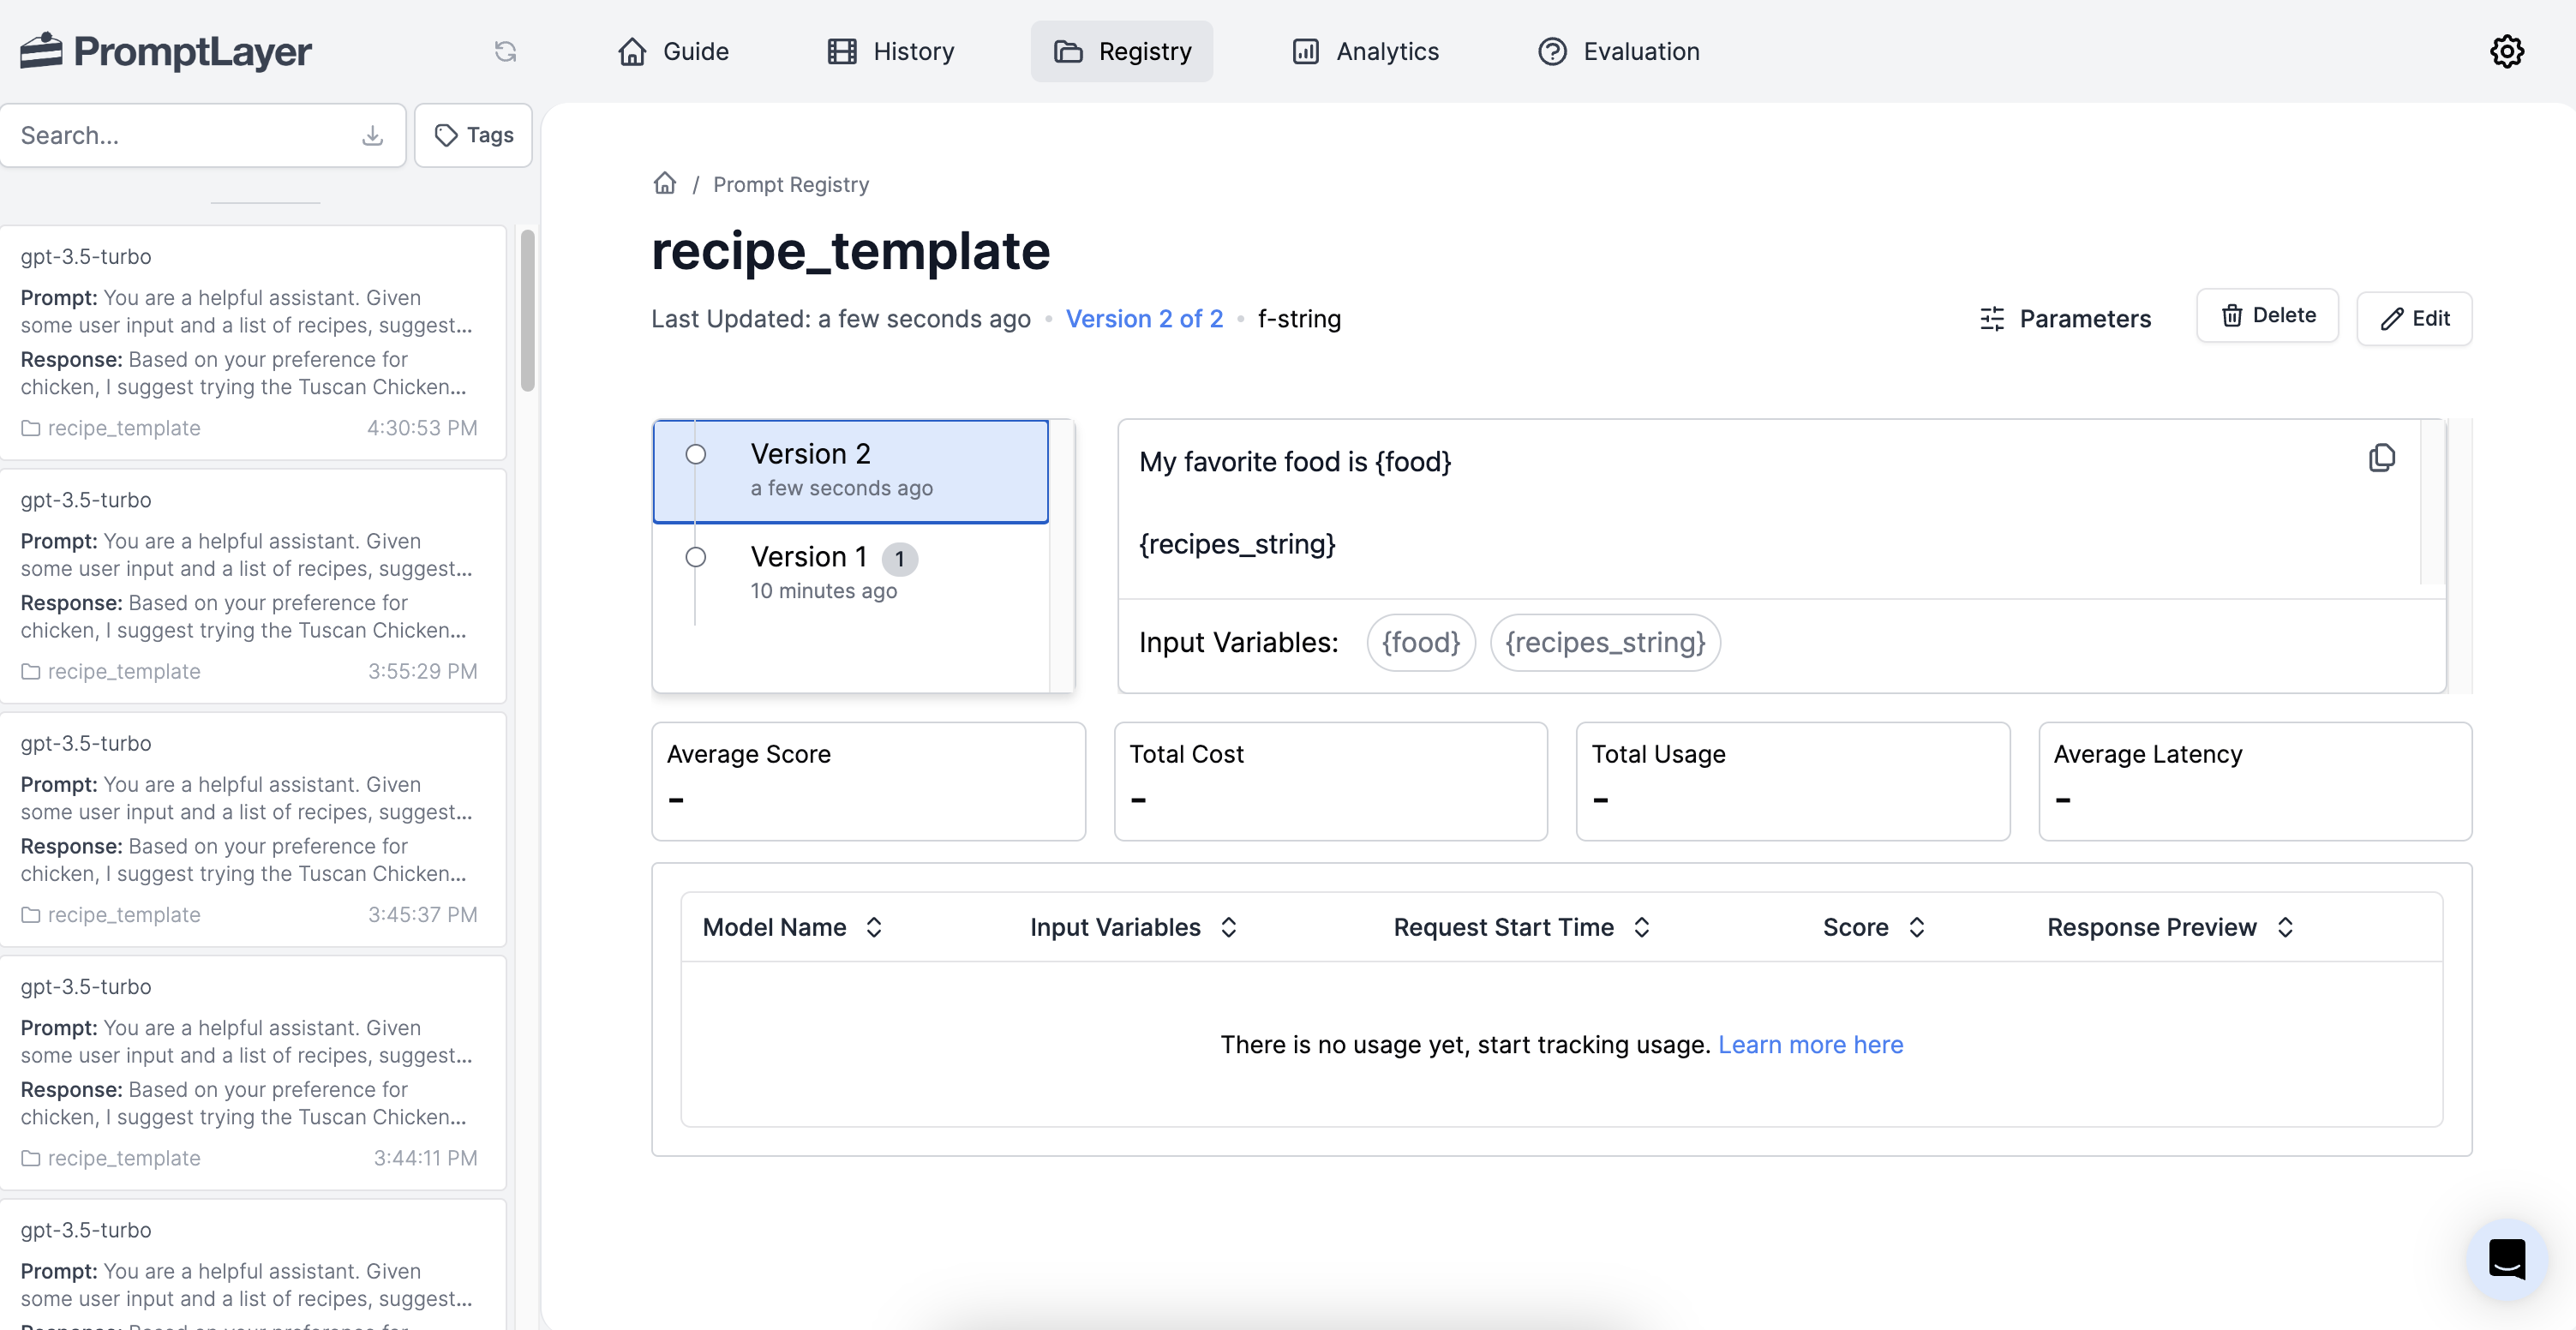 PromptLayer
Guide
History
Registry
Analytics
Evaluation
Search...
Tags
gpt-3.5-turbo
Prompt: You are a helpful assistant. Given
some user input and a list of recipes, suggest...
Response: Based on your preference for
chicken, I suggest trying the Tuscan Chicken...
recipe_template
4:30:53 PM
gpt-3.5-turbo
Prompt: You are a helpful assistant. Given
some user input and a list of recipes, suggest...
Response: Based on your preference for
chicken, I suggest trying the Tuscan Chicken...
recipe_template
3:55:29 PM
gpt-3.5-turbo
Prompt: You are a helpful assistant. Given
some user input and a list of recipes, suggest...
Response: Based on your preference for
chicken, I suggest trying the Tuscan Chicken...
recipe_template
3:45:37 PM
gpt-3.5-turbo
Prompt: You are a helpful assistant. Given
some user input and a list of recipes, suggest...
Response: Based on your preference for
chicken, I suggest trying the Tuscan Chicken...
recipe_template
3:44:11 PM
gpt-3.5-turbo
Prompt: You are a helpful assistant. Given
some user input and a list of recipes, suggest...
/ Prompt Registry
recipe_template
Last Updated: a few seconds ago • Version 2 of 2 • f-string
Parameters
Delete
Edit
Version 2
a few seconds ago
Version 1 1
10 minutes ago
My favorite food is {food}
{recipes_string}
Input Variables: {food} {recipes_string}
Average Score
-
Total Cost
-
Total Usage
-
Average Latency
-
Model Name
Input Variables
Request Start Time
Score
Response Preview
There is no usage yet, start tracking usage. Learn more here